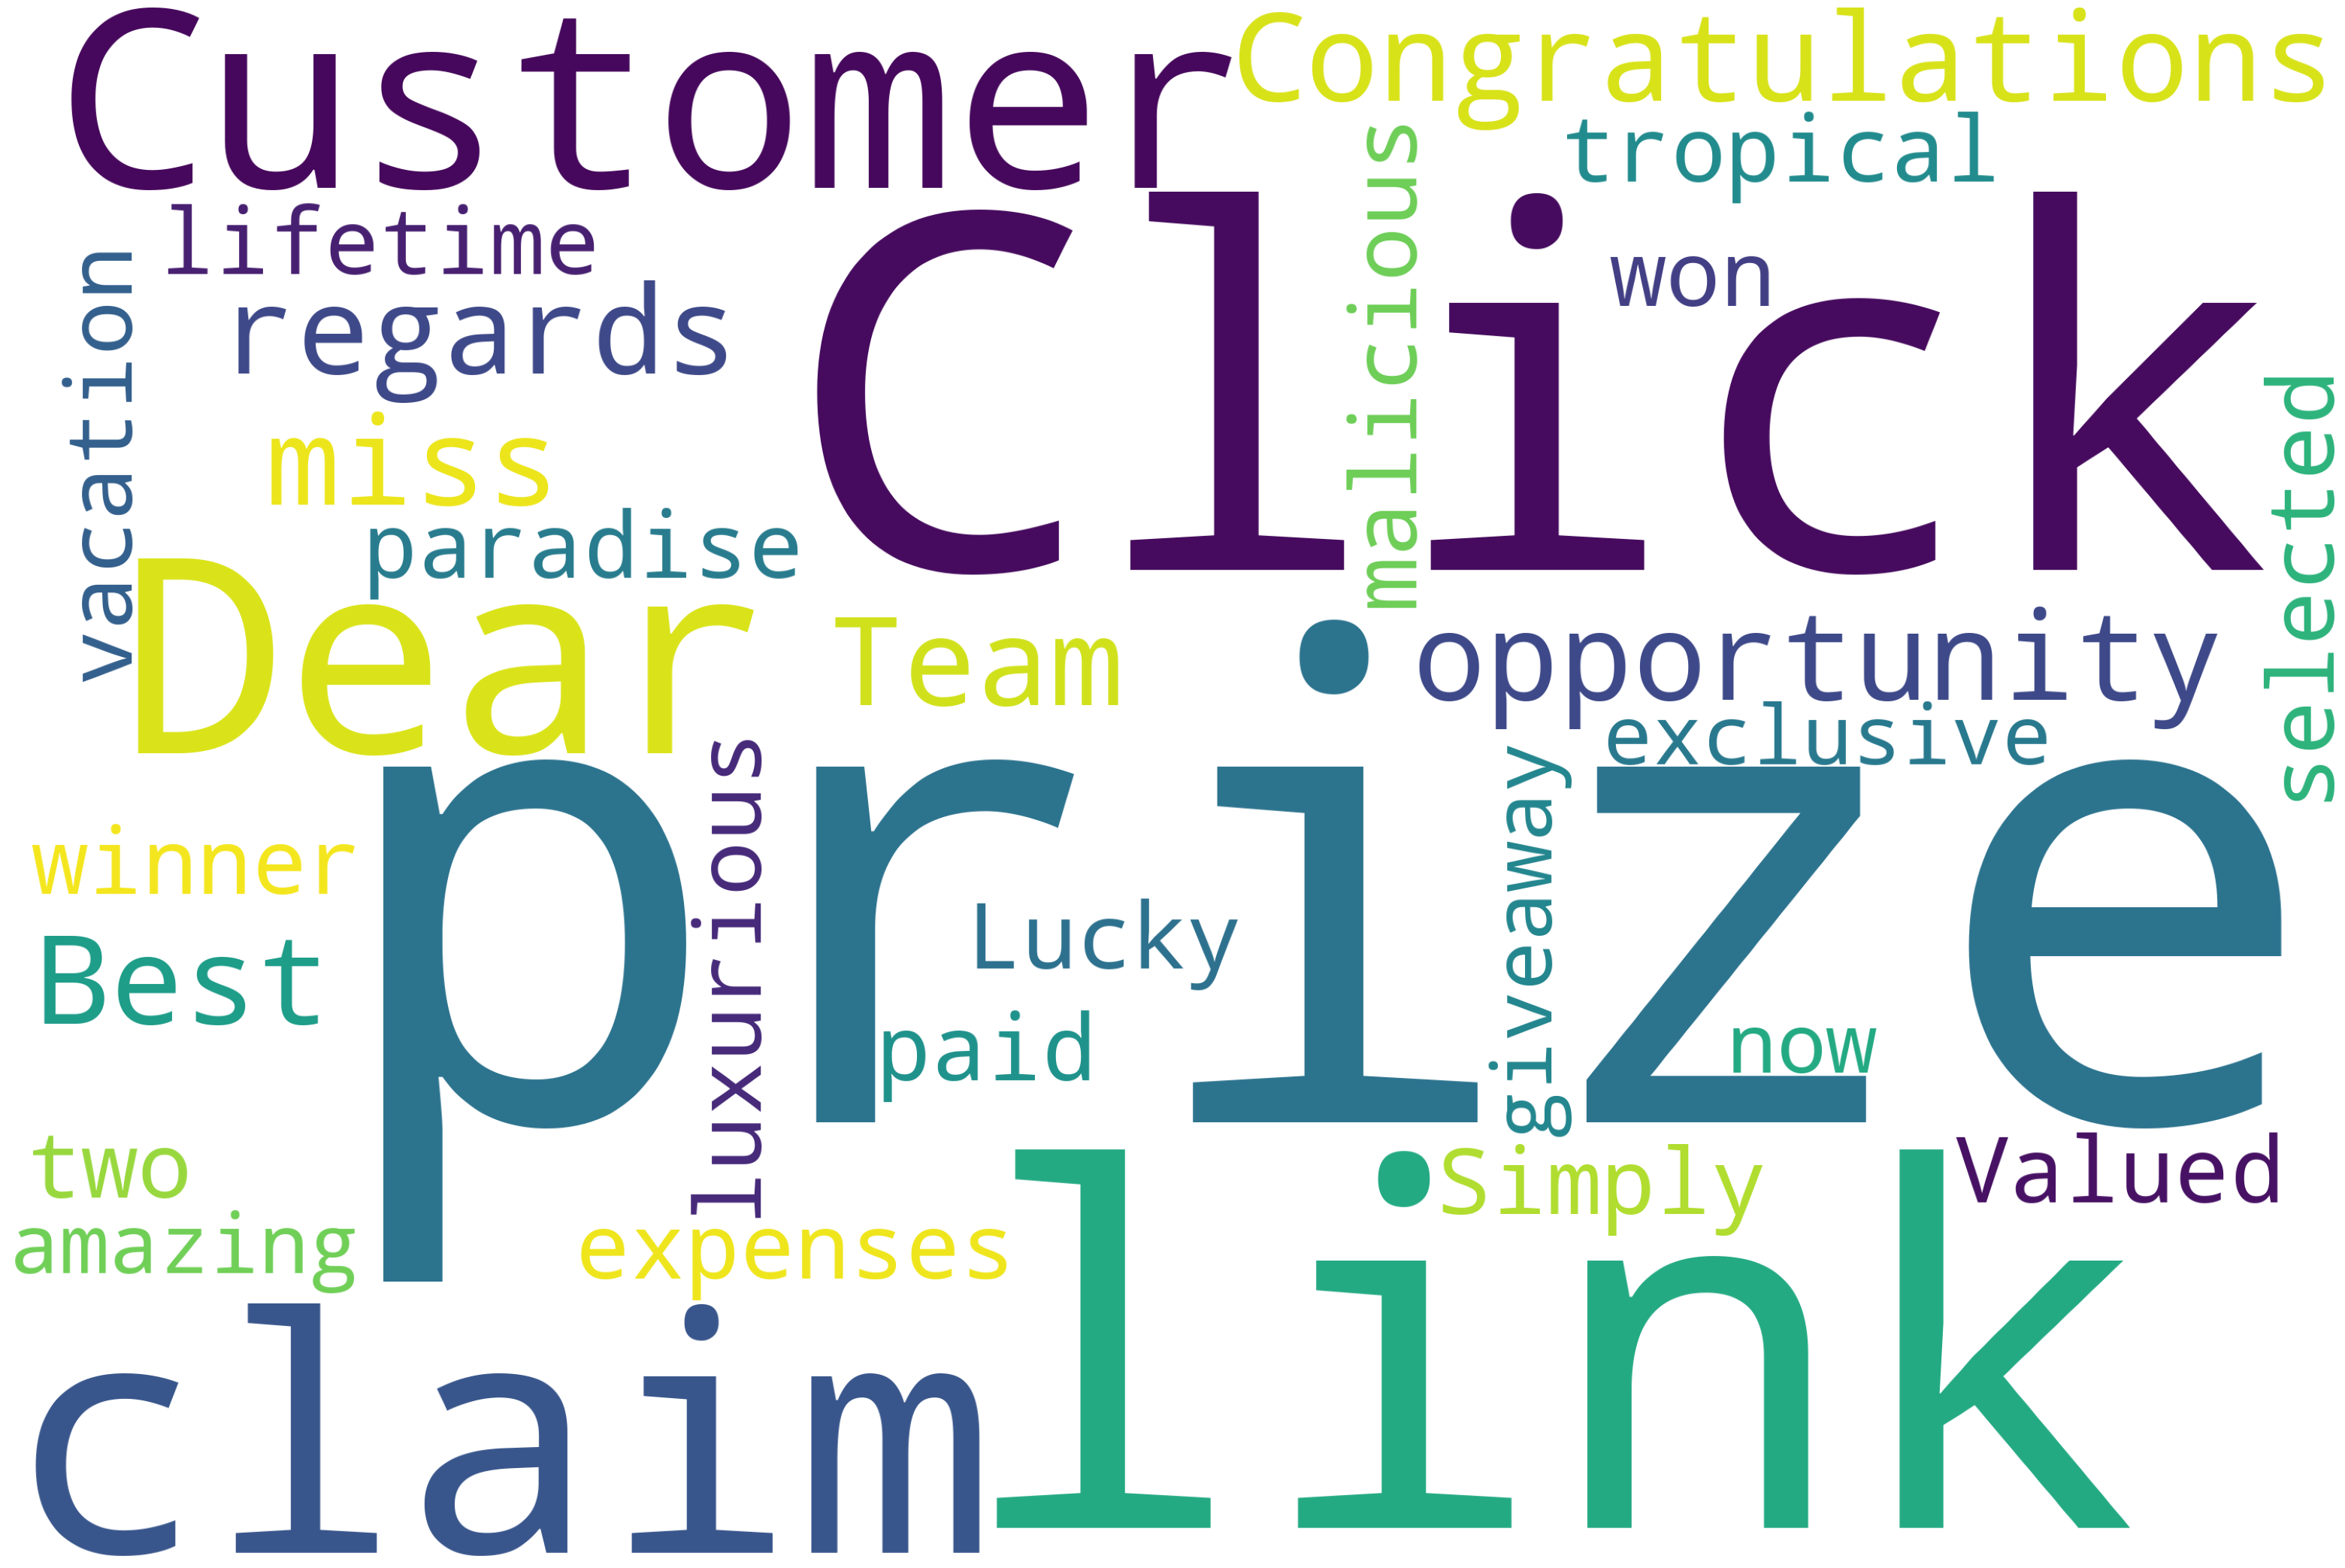 Customer
Congratulations
tropical
lifetime
Click
won
malicious
vacation
regards
selected
miss
paradise
Dear
Team
opportunity
exclusive
prize
winner
luxurious
Lucky
giveaway
Best
paid
now
two
Simply
Valued
amazing
expenses
link
claim